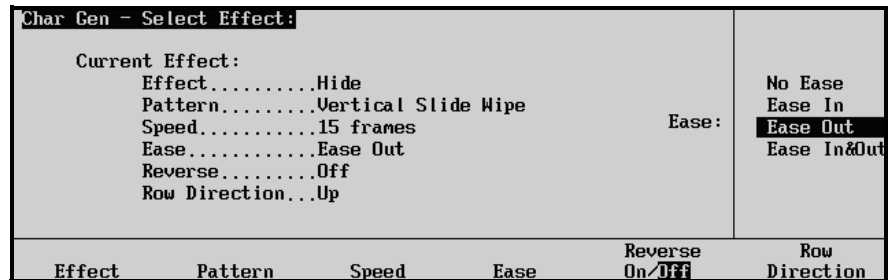 Char Gen - Select Effect:
Current Effect:
Effect..........Hide
Pattern.........Vertical Slide Wipe
Speed...........15 frames
Ease............Ease Out
Reverse.........Off
Row Direction...Up
Ease:
No Ease
Ease In
Ease Out
Ease In&Out
Effect Pattern Speed Ease Reverse On/Off Row Direction